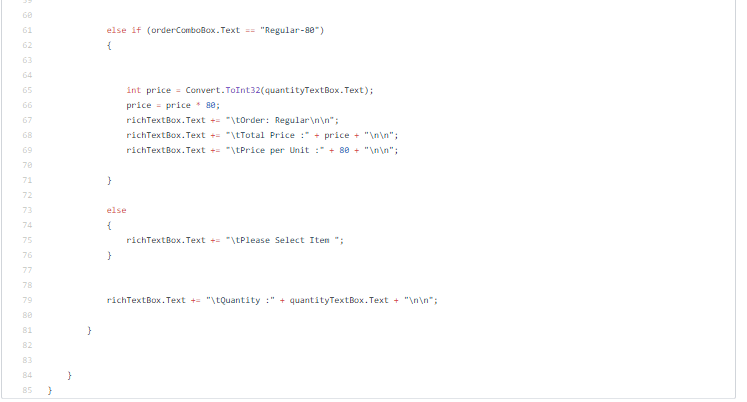 60
61 else if (orderComboBox.Text == "Regular-80")
62 {
63
64
65 int price = Convert.ToInt32(quantityTextBox.Text);
66 price = price * 80;
67 richTextBox.Text += "\tOrder: Regular\n\n";
68 richTextBox.Text += "\tTotal Price :" + price + "\n\n";
69 richTextBox.Text += "\tPrice per Unit :" + 80 + "\n\n";
70
71 }
72
73 else
74 {
75 richTextBox.Text += "\tPlease Select Item ";
76 }
77
78
79 richTextBox.Text += "\tQuantity :" + quantityTextBox.Text + "\n\n";
80
81 }
82
83
84 }
85 }